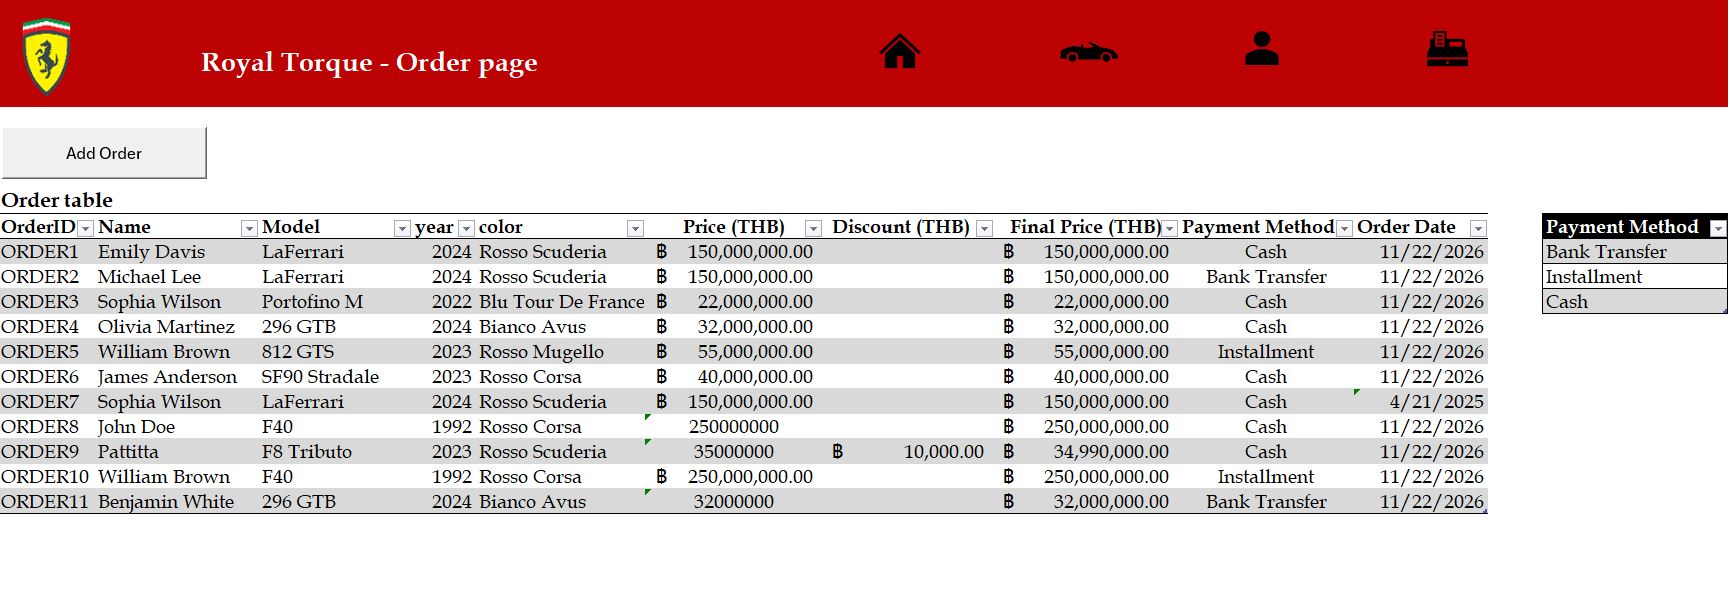 Royal Torque - Order page
Add Order
Order table
OrderID Name Model year color Price (THB) Discount (THB) Final Price (THB) Payment Method Order Date
ORDER1 Emily Davis LaFerrari 2024 Rosso Scuderia ฿ 150,000,000.00 ฿ 150,000,000.00 Cash 11/22/2026
ORDER2 Michael Lee LaFerrari 2024 Rosso Scuderia ฿ 150,000,000.00 ฿ 150,000,000.00 Bank Transfer 11/22/2026
ORDER3 Sophia Wilson Portofino M 2022 Blu Tour De France ฿ 22,000,000.00 ฿ 22,000,000.00 Cash 11/22/2026
ORDER4 Olivia Martinez 296 GTB 2024 Bianco Avus ฿ 32,000,000.00 ฿ 32,000,000.00 Cash 11/22/2026
ORDER5 William Brown 812 GTS 2023 Rosso Mugello ฿ 55,000,000.00 ฿ 55,000,000.00 Installment 11/22/2026
ORDER6 James Anderson SF90 Stradale 2023 Rosso Corsa ฿ 40,000,000.00 ฿ 40,000,000.00 Cash 11/22/2026
ORDER7 Sophia Wilson LaFerrari 2024 Rosso Scuderia ฿ 150,000,000.00 ฿ 150,000,000.00 Cash 4/21/2025
ORDER8 John Doe F40 1992 Rosso Corsa 250000000 ฿ 250,000,000.00 Cash 11/22/2026
ORDER9 Pattitta F8 Tributo 2023 Rosso Scuderia 35000000 ฿ 10,000.00 ฿ 34,990,000.00 Cash 11/22/2026
ORDER10 William Brown F40 1992 Rosso Corsa ฿ 250,000,000.00 ฿ 250,000,000.00 Installment 11/22/2026
ORDER11 Benjamin White 296 GTB 2024 Bianco Avus 32000000 ฿ 32,000,000.00 Bank Transfer 11/22/2026
Payment Method
Bank Transfer
Installment
Cash